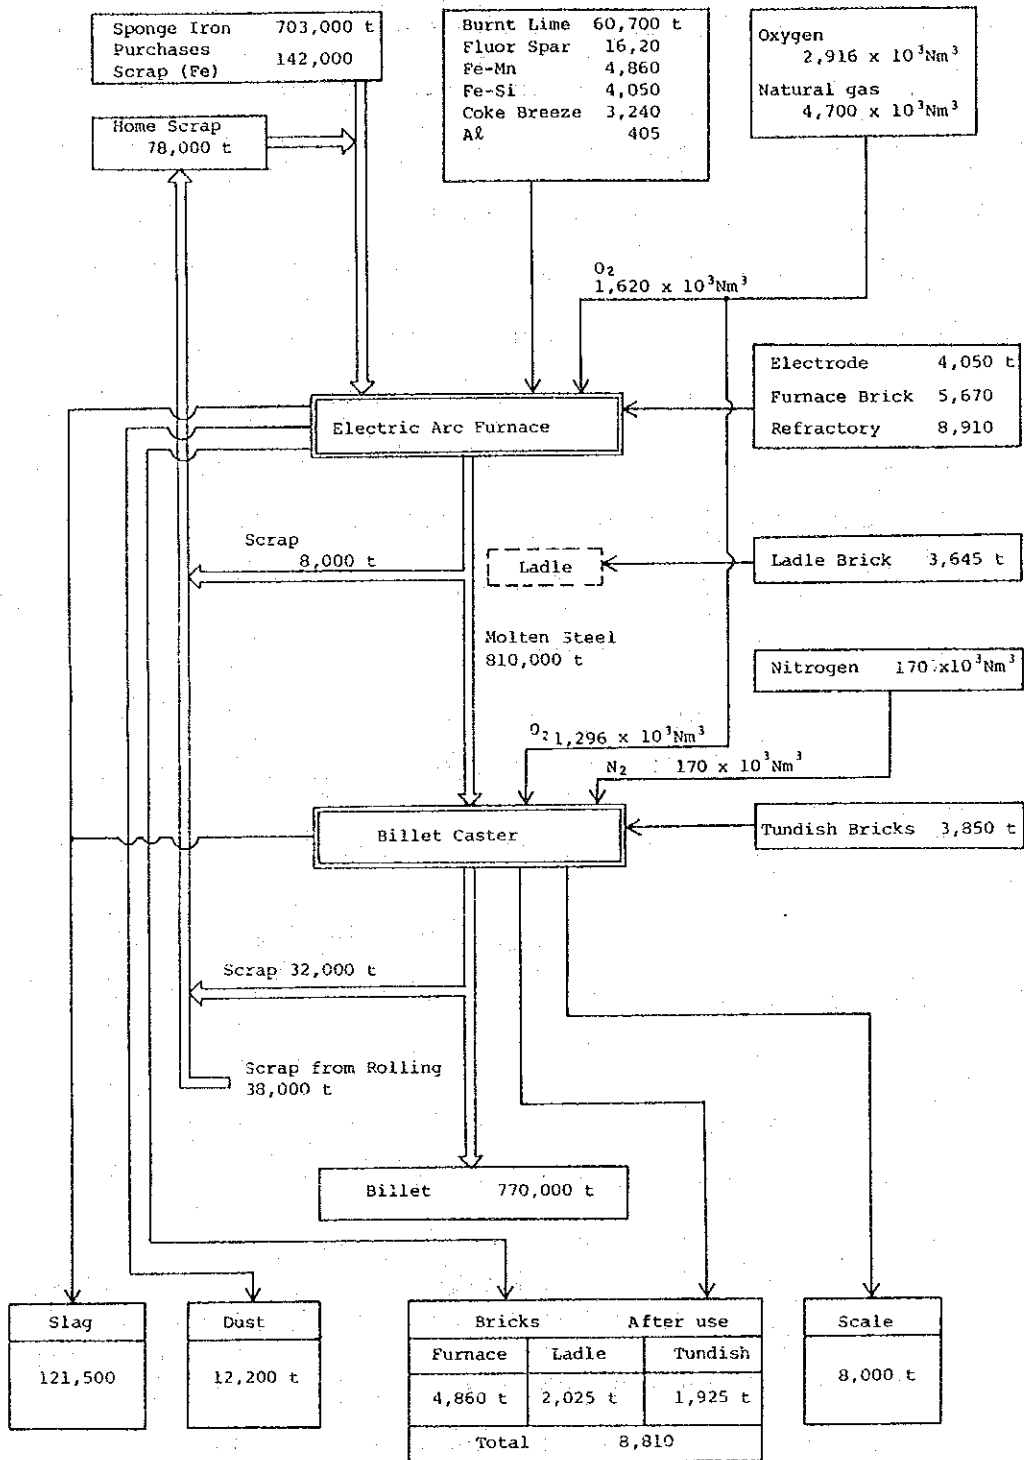 Sponge Iron 703,000 t
Purchases
Scrap (Fe) 142,000
Burnt Lime 60,700 t
Fluor Spar 16,20
Fe-Mn 4,860
Fe-Si 4,050
Coke Breeze 3,240
Aℓ 405
Oxygen
2,916 x 10³Nm³
Natural gas
4,700 x 10³Nm³
Home Scrap
78,000 t
O₂
1,620 x 10³Nm³
Electrode 4,050 t
Furnace Brick 5,670
Refractory 8,910
Electric Arc Furnace
Scrap
8,000 t
Ladle
Ladle Brick 3,645 t
Molten Steel
810,000 t
Nitrogen 170 x10³Nm³
O₂ 1,296 x 10³Nm³
N₂ 170 x 10³Nm³
Billet Caster
Tundish Bricks 3,850 t
Scrap 32,000 t
Scrap from Rolling
38,000 t
Billet 770,000 t
Slag
121,500
Dust
12,200 t
Bricks After use
Furnace Ladle Tundish
4,860 t 2,025 t 1,925 t
Total 8,810
Scale
8,000 t